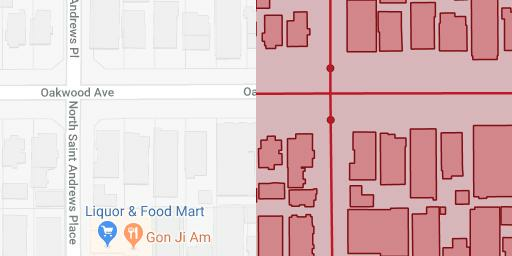 Andrews Pl
Oakwood Ave
Oa
North Saint Andrews Place
Liquor & Food Mart
Gon Ji Am